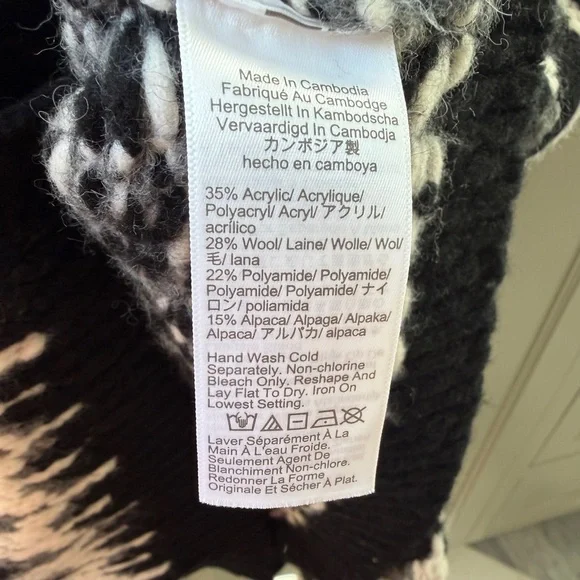 Made In Cambodia
Fabriqué Au Cambodge
Hergestellt In Kambodscha
Vervaardigd In Cambodja
カンボジア製
hecho en camboya
35% Acrylic/ Acrylique/
Polyacryl/ Acryl/ アクリル/
acrílico
28% Wool/ Laine/ Wolle/ Wol/
毛/ lana
22% Polyamide/ Polyamide/
Polyamide/ Polyamide/ ナイ
ロン/ poliamida
15% Alpaca/ Alpaga/ Alpaka/
Alpaca/ アルパカ/ alpaca
Hand Wash Cold
Separately. Non-chlorine
Bleach Only. Reshape And
Lay Flat To Dry. Iron On
Lowest Setting.
Laver Séparément À La
Main À L'eau Froide.
Seulement Agent De
Blanchiment Non-chlore.
Redonner La Forme
Originale Et Sécher À Plat.